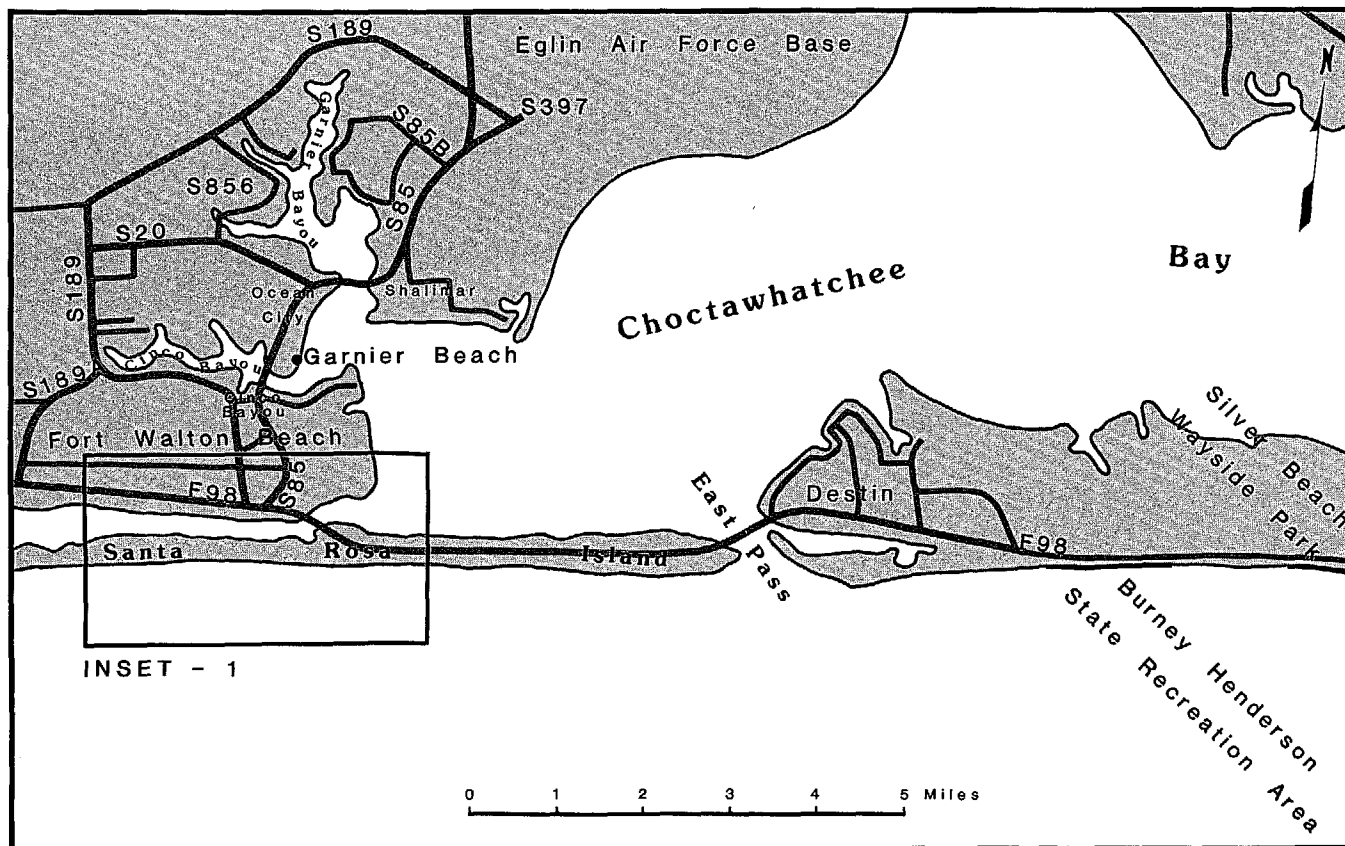 S189
Eglin Air Force Base
N
S397
Garnier
Bayou
S85B
S856
S85
S20
S189
Bay
Choctawhatchee
Ocean
City
Shalimar
Garnier Beach
Cinco Bayou
S189
Cinco
Bayou
Fort Walton Beach
Silver Beach
Wayside Park
F98
S85
East
Pass
Destin
F98
Santa Rosa Island
Burney Henderson
State Recreation Area
INSET - 1
0 1 2 3 4 5 Miles